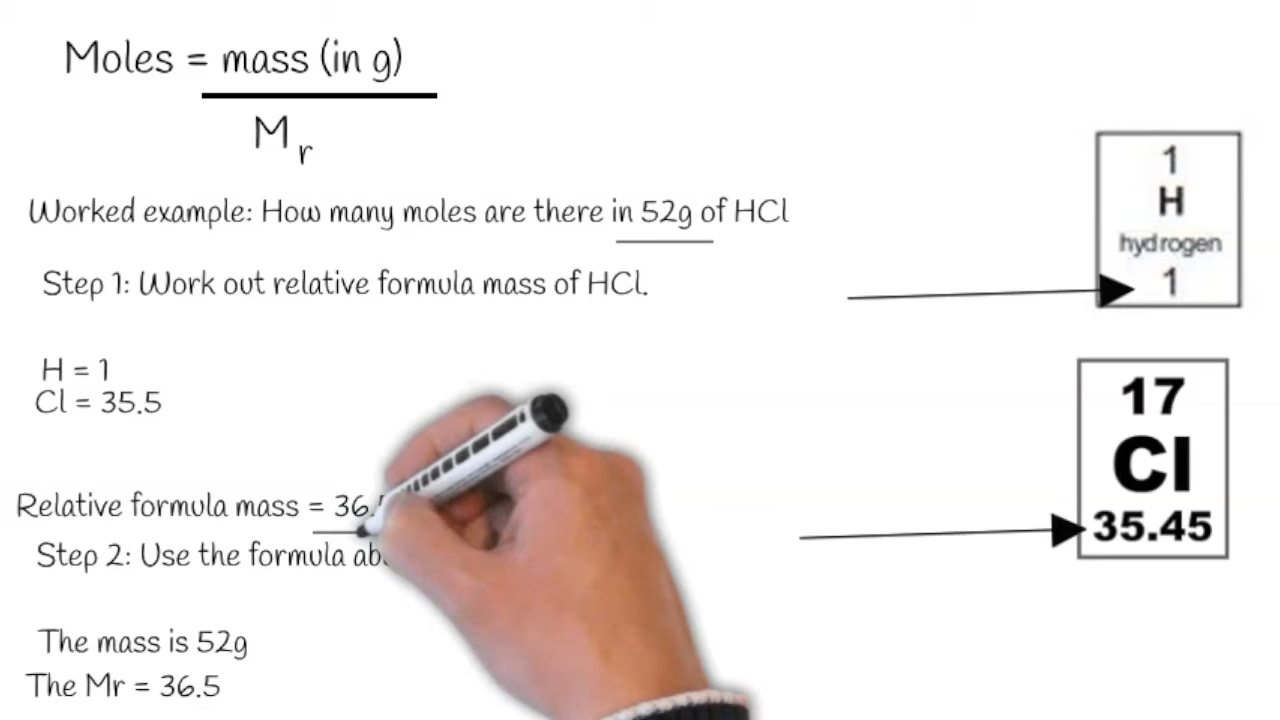 Moles = mass (in g)
Mr
Worked example: How many moles are there in 52g of HCl
Step 1: Work out relative formula mass of HCl.
H = 1
Cl = 35.5
Relative formula mass = 36.
Step 2: Use the formula
The mass is 52g
The Mr = 36.5
1
H
hydrogen
1
17
Cl
35.45